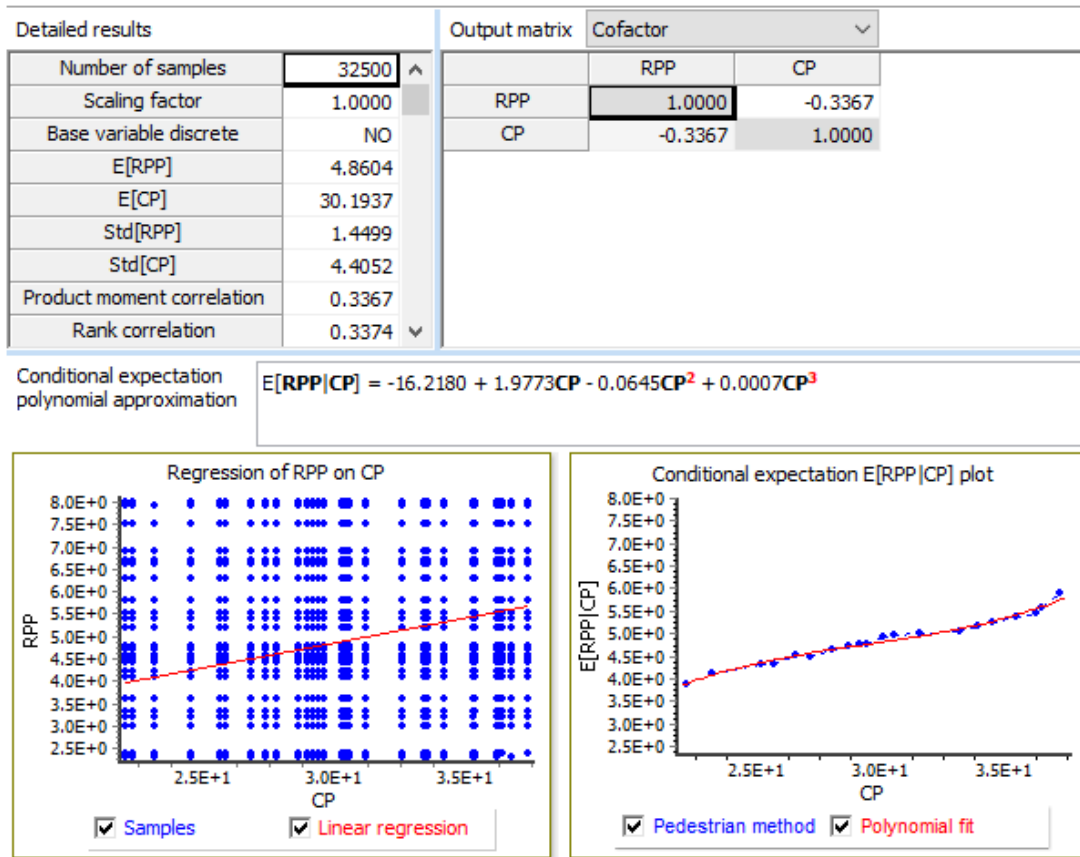 Detailed results
Number of samples 32500
Scaling factor 1.0000
Base variable discrete NO
E[RPP] 4.8604
E[CP] 30.1937
Std[RPP] 1.4499
Std[CP] 4.4052
Product moment correlation 0.3367
Rank correlation 0.3374
Output matrix Cofactor
RPP CP
RPP 1.0000 -0.3367
CP -0.3367 1.0000
Conditional expectation
polynomial approximation
E[RPP|CP] = -16.2180 + 1.9773CP - 0.0645CP² + 0.0007CP³
Regression of RPP on CP
8.0E+0
7.5E+0
7.0E+0
6.5E+0
6.0E+0
5.5E+0
5.0E+0
4.5E+0
4.0E+0
3.5E+0
3.0E+0
2.5E+0
RPP
2.5E+1 3.0E+1 3.5E+1
CP
Samples Linear regression
Conditional expectation E[RPP|CP] plot
8.0E+0
7.5E+0
7.0E+0
6.5E+0
6.0E+0
5.5E+0
5.0E+0
4.5E+0
4.0E+0
3.5E+0
3.0E+0
2.5E+0
E[RPP|CP]
2.5E+1 3.0E+1 3.5E+1
CP
Pedestrian method Polynomial fit